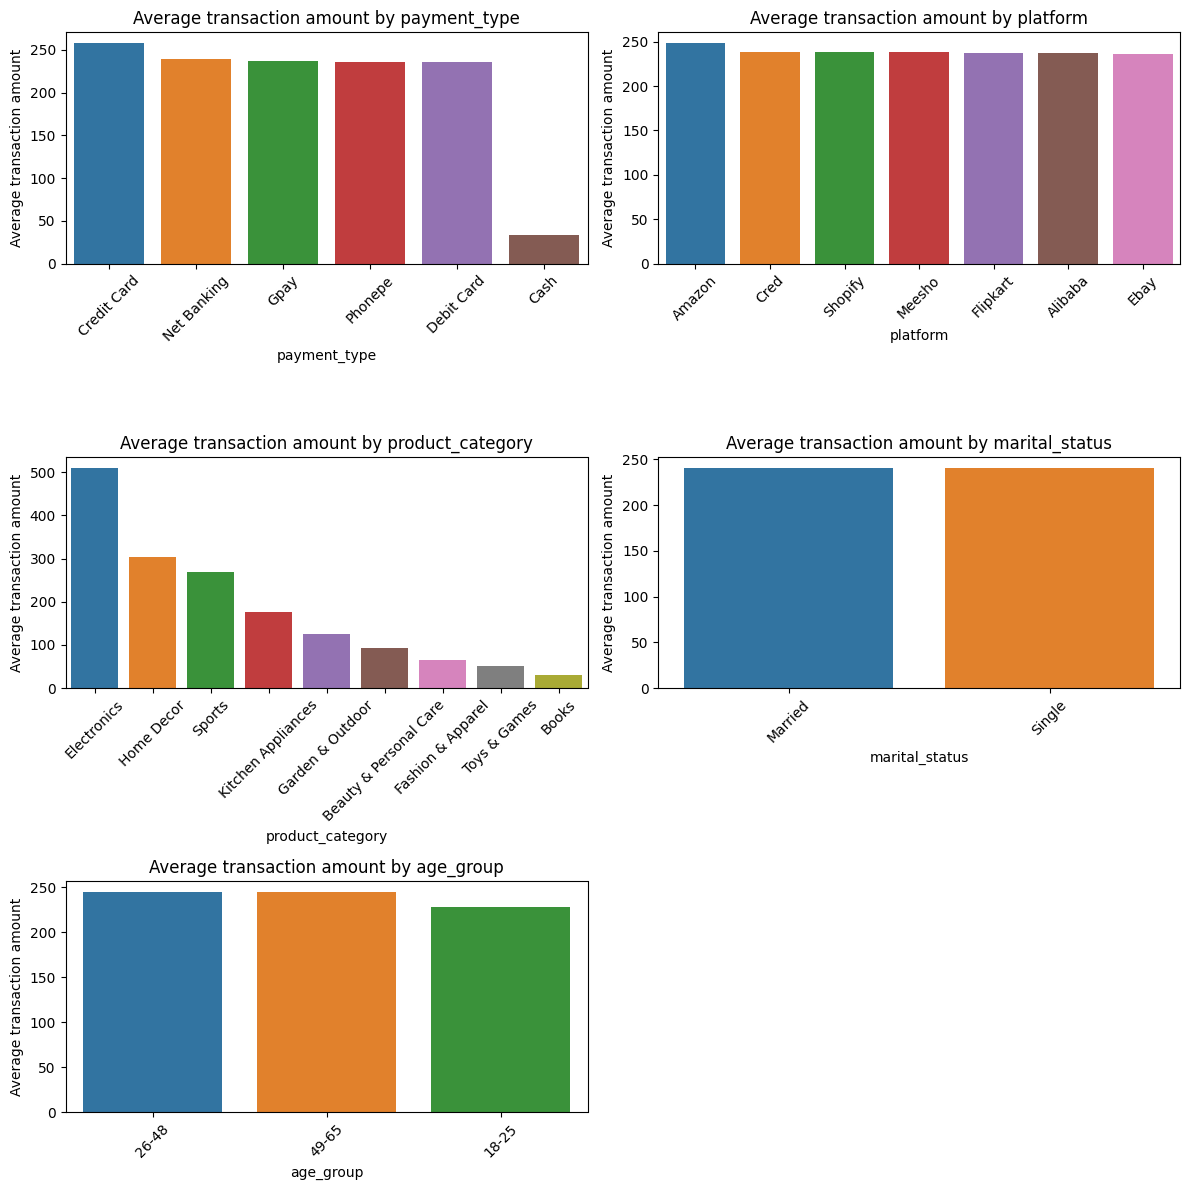 Average transaction amount by payment_type
Average transaction amount
250
200
150
100
50
0
Credit Card
Net Banking
Gpay
Phonepe
Debit Card
Cash
payment_type
Average transaction amount by platform
Average transaction amount
250
200
150
100
50
0
Amazon
Cred
Shopify
Meesho
Flipkart
Alibaba
Ebay
platform
Average transaction amount by product_category
Average transaction amount
500
400
300
200
100
0
Electronics
Home Decor
Sports
Kitchen Appliances
Garden & Outdoor
Beauty & Personal Care
Fashion & Apparel
Toys & Games
Books
product_category
Average transaction amount by marital_status
Average transaction amount
250
200
150
100
50
0
Married
Single
marital_status
Average transaction amount by age_group
Average transaction amount
250
200
150
100
50
0
26-48
49-65
18-25
age_group